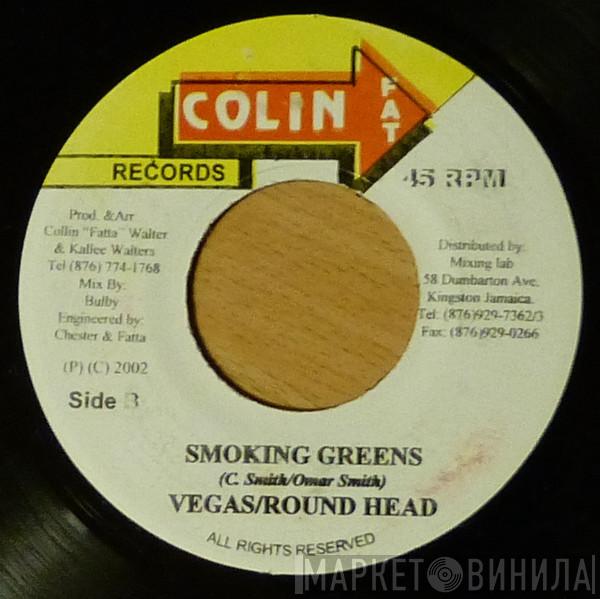 COLIN
FAT
RECORDS
45 RPM
Prod. &Arr
Collin "Fatta" Walter
& Kallee Walters
Tel (876) 774-1768
Mix By:
Bulby
Engineered by:
Chester & Fatta
(P) (C) 2002
Side B
Distributed by:
Mixing lab
58 Dumbarton Ave.
Kingston Jamaica.
Tel: (876)929-7362/3
Fax: (876)929-0266
SMOKING GREENS
(C. Smith/Omar Smith)
VEGAS/ROUND HEAD
ALL RIGHTS RESERVED
МАРКЕТ ВИНИЛА